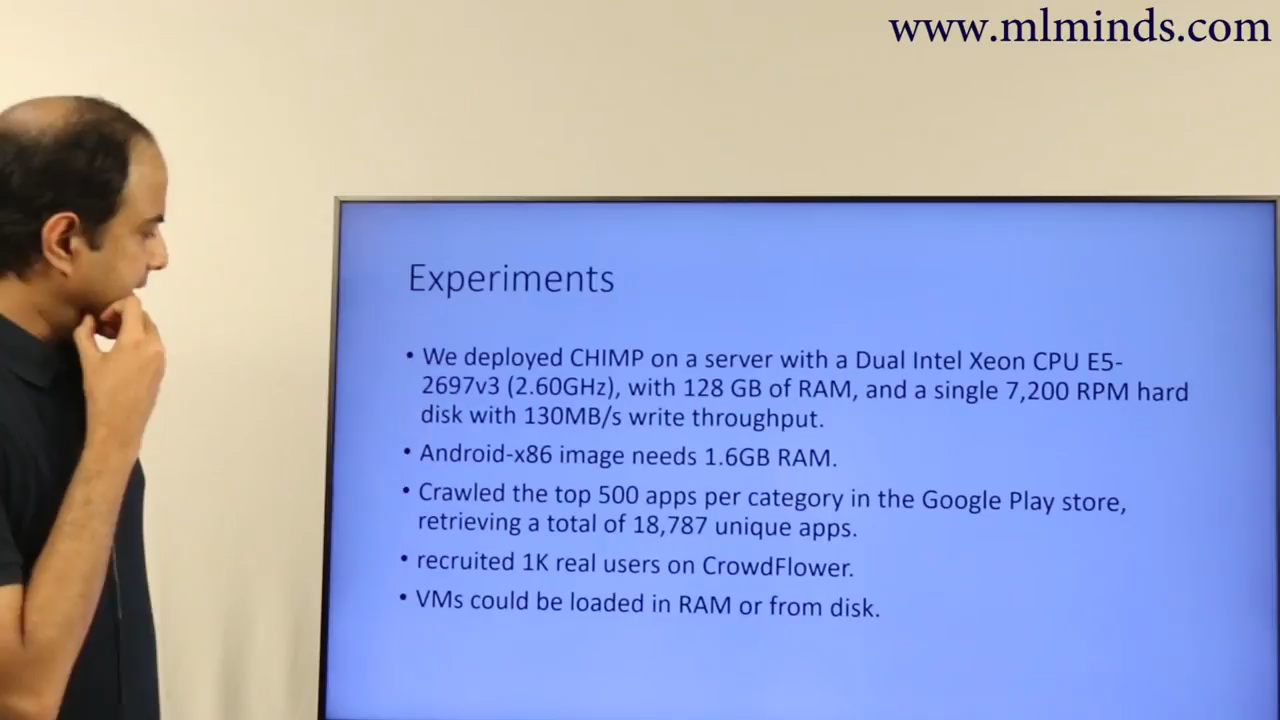 www.mlminds.com
Experiments
• We deployed CHIMP on a server with a Dual Intel Xeon CPU E5-
2697v3 (2.60GHz), with 128 GB of RAM, and a single 7,200 RPM hard
disk with 130MB/s write throughput.
• Android-x86 image needs 1.6GB RAM.
• Crawled the top 500 apps per category in the Google Play store,
retrieving a total of 18,787 unique apps.
• recruited 1K real users on CrowdFlower.
• VMs could be loaded in RAM or from disk.